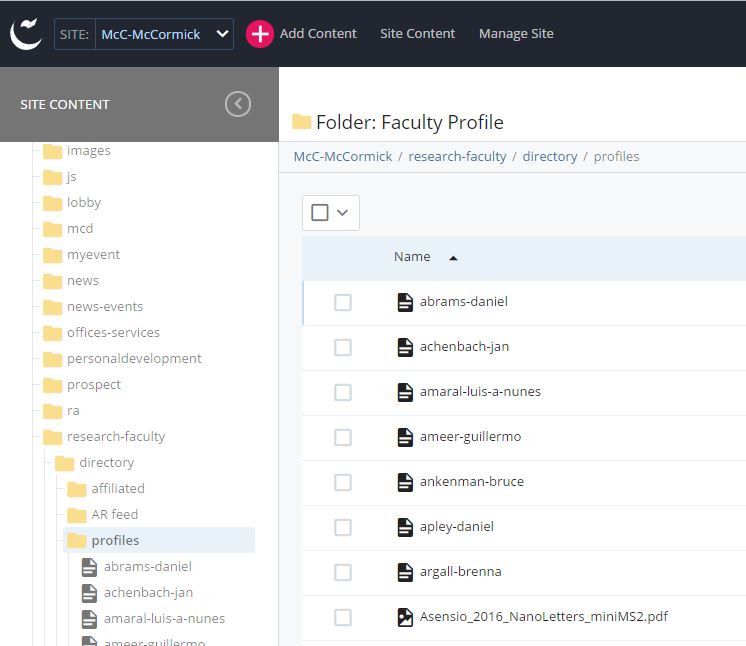 SITE: McC-McCormick Add Content Site Content Manage Site
SITE CONTENT
images
js
lobby
mcd
myevent
news
news-events
offices-services
personaldevelopment
prospect
ra
research-faculty
directory
affiliated
AR feed
profiles
abrams-daniel
achenbach-jan
amaral-luis-a-nunes
ameer-guillermo
Folder: Faculty Profile
McC-McCormick / research-faculty / directory / profiles
Name
abrams-daniel
achenbach-jan
amaral-luis-a-nunes
ameer-guillermo
ankenman-bruce
apley-daniel
argall-brenna
Asensio_2016_NanoLetters_miniMS2.pdf